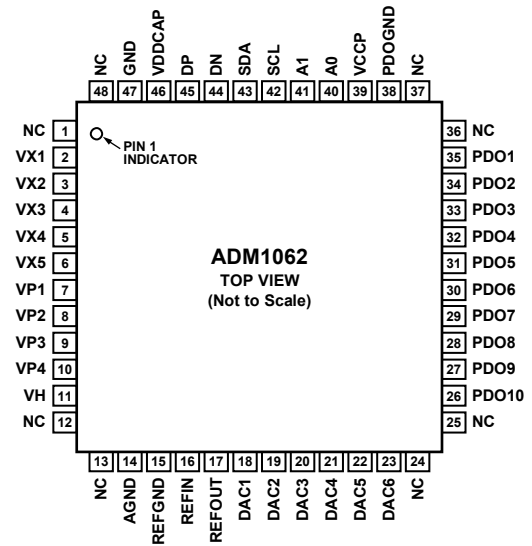 NC GND VDDCAP DP DN SDA SCL A1 A0 VCCP PDOGND NC
48 47 46 45 44 43 42 41 40 39 38 37
NC 1
VX1 2
VX2 3
VX3 4
VX4 5
VX5 6
VP1 7
VP2 8
VP3 9
VP4 10
VH 11
NC 12
PIN 1
INDICATOR
ADM1062
TOP VIEW
(Not to Scale)
36 NC
35 PDO1
34 PDO2
33 PDO3
32 PDO4
31 PDO5
30 PDO6
29 PDO7
28 PDO8
27 PDO9
26 PDO10
25 NC
13 14 15 16 17 18 19 20 21 22 23 24
NC AGND REFGND REFIN REFOUT DAC1 DAC2 DAC3 DAC4 DAC5 DAC6 NC